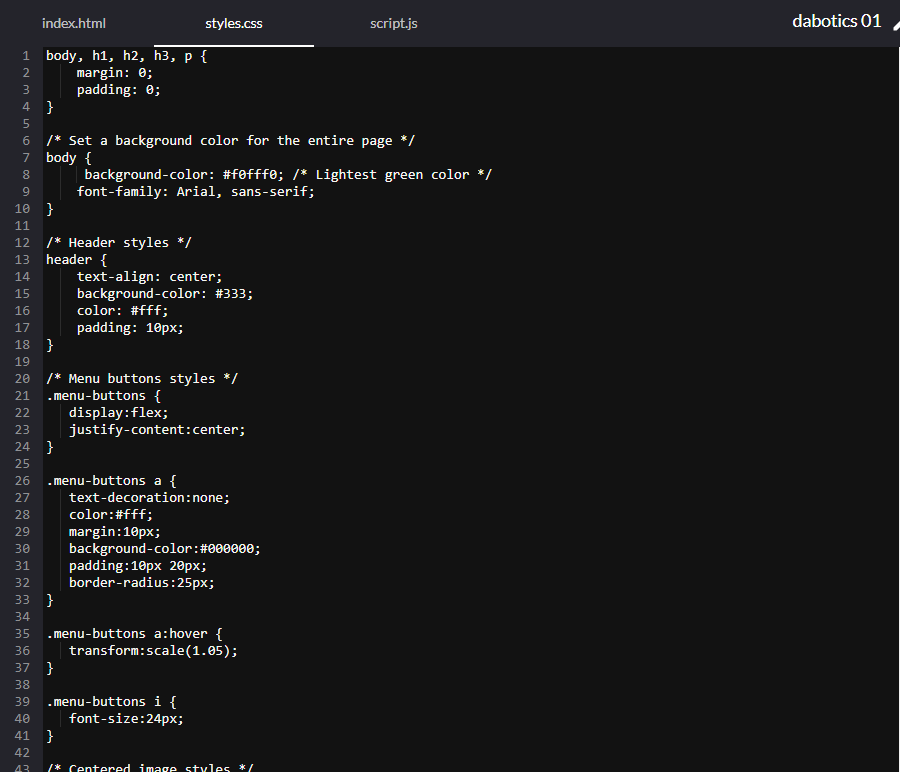 index.html styles.css script.js dabotics 01
1 body, h1, h2, h3, p {
2     margin: 0;
3     padding: 0;
4 }
5
6 /* Set a background color for the entire page */
7 body {
8      background-color: #f0fff0; /* Lightest green color */
9     font-family: Arial, sans-serif;
10 }
11
12 /* Header styles */
13 header {
14     text-align: center;
15     background-color: #333;
16     color: #fff;
17     padding: 10px;
18 }
19
20 /* Menu buttons styles */
21 .menu-buttons {
22    display:flex;
23    justify-content:center;
24 }
25
26 .menu-buttons a {
27    text-decoration:none;
28    color:#fff;
29    margin:10px;
30    background-color:#000000;
31    padding:10px 20px;
32    border-radius:25px;
33 }
34
35 .menu-buttons a:hover {
36    transform:scale(1.05);
37 }
38
39 .menu-buttons i {
40    font-size:24px;
41 }
42
43 /* Centered image styles */